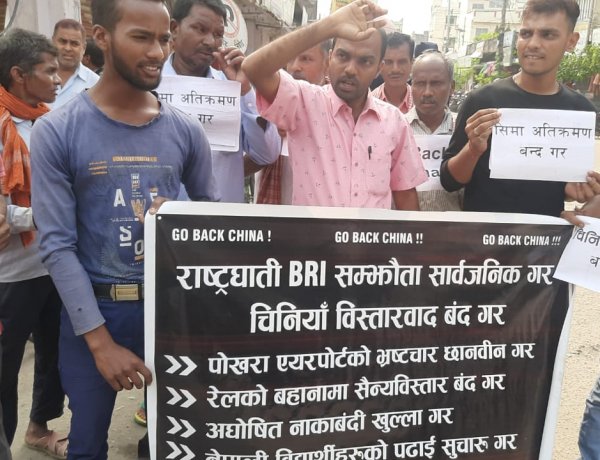 सिमा अतिक्रमण
बन्द गर
सिमा अतिक्रमण
बन्द गर
Back
GO BACK CHINA !
GO BACK CHINA !!
GO BACK CHINA !!!
राष्ट्रघाती BRI सम्झौता सार्वजनिक गर
चिनियाँ विस्तारवाद बंद गर
>> पोखरा एयरपोर्टको भ्रष्टचार छानवीन गर
>> रेलको बहानामा सैन्यविस्तार बंद गर
>> अघोषित नाकाबंदी खुल्ला गर
>> नेपाली विद्यार्थीहरूको पढाई सुचारू गर